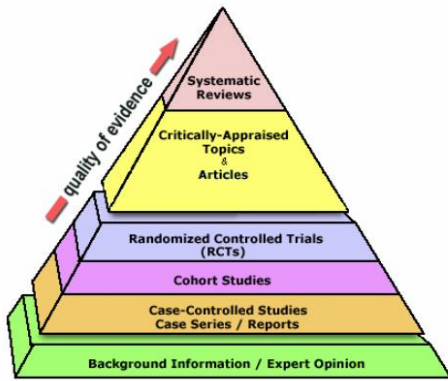 quality of evidence
Systematic
Reviews
Critically-Appraised
Topics
&
Articles
Randomized Controlled Trials
(RCTs)
Cohort Studies
Case-Controlled Studies
Case Series / Reports
Background Information / Expert Opinion